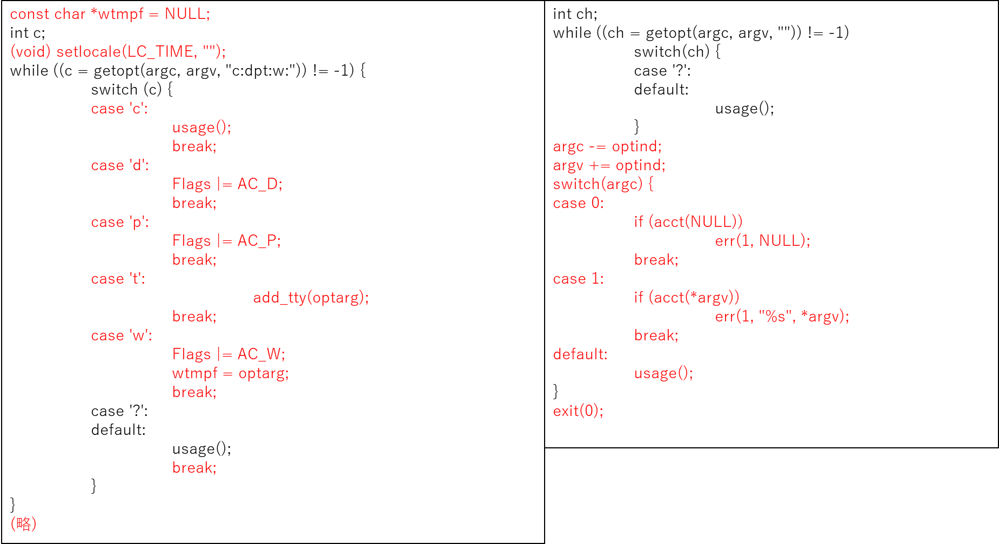 const char *wtmpf = NULL;
int c;
(void) setlocale(LC_TIME, "");
while ((c = getopt(argc, argv, "c:dpt:w:")) != -1) {
switch (c) {
case 'c':
usage();
break;
case 'd':
Flags |= AC_D;
break;
case 'p':
Flags |= AC_P;
break;
case 't':
add_tty(optarg);
break;
case 'w':
Flags |= AC_W;
wtmpf = optarg;
break;
case '?':
default:
usage();
break;
}
}
(略)
int ch;
while ((ch = getopt(argc, argv, "")) != -1)
switch(ch) {
case '?':
default:
usage();
}
argc -= optind;
argv += optind;
switch(argc) {
case 0:
if (acct(NULL))
err(1, NULL);
break;
case 1:
if (acct(*argv))
err(1, "%s", *argv);
break;
default:
usage();
}
exit(0);